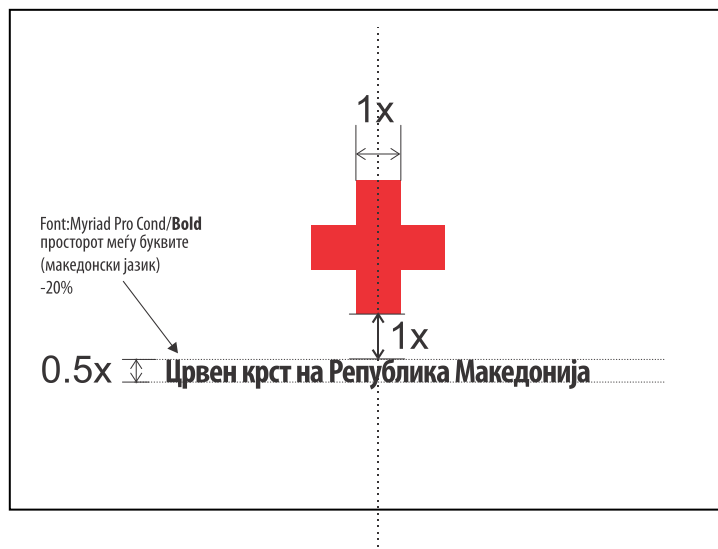 1x
Font:Myriad Pro Cond/Bold
просторот меѓу буквите
(македонски јазик)
-20%
1x
0.5x
Црвен крст на Република Македонија